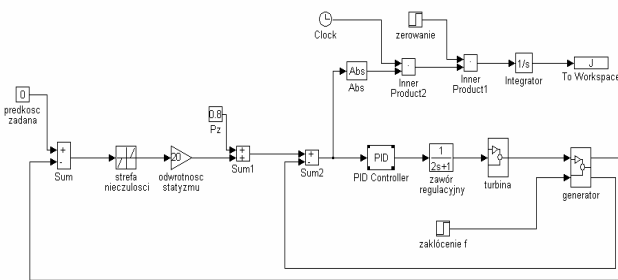 Clock
zerowanie
Abs
Abs
Inner
Product2
Inner
Product1
1/s
Integrator
J
To Workspace
0
predkosc
zadana
+
-
Sum
strefa
nieczulosci
20
odwrotnosc
statyzmu
0.8
Pz
+
+
Sum1
+
-
Sum2
PID
PID Controller
1
2s+1
zawór
regulacyjny
turbina
generator
zaklócenie f